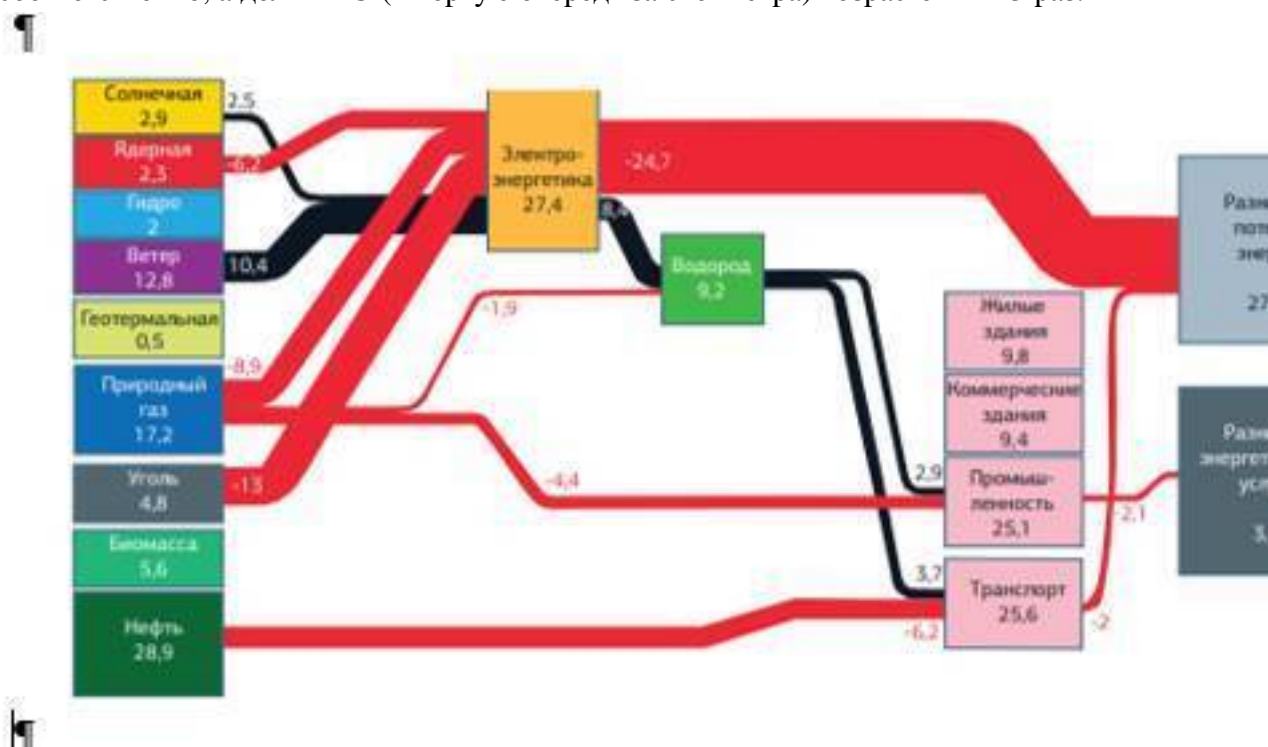 ¶
Солнечная
2,9
2,5
Ядерная
2,3
-6,2
Гидро
2
Ветер
12,8
10,4
Геотермальная
0,5
Природный
газ
17,2
-8,9
Уголь
4,8
-13
Биомасса
5,6
Нефть
28,9
Электро-
энергетика
27,4
-24,7
Водород
9,2
-1,9
-4,4
Жилые
здания
9,8
Коммерческие
здания
9,4
Промыш-
ленность
25,1
2,9
-2,1
Транспорт
25,6
3,7
-6,2
-2
¶